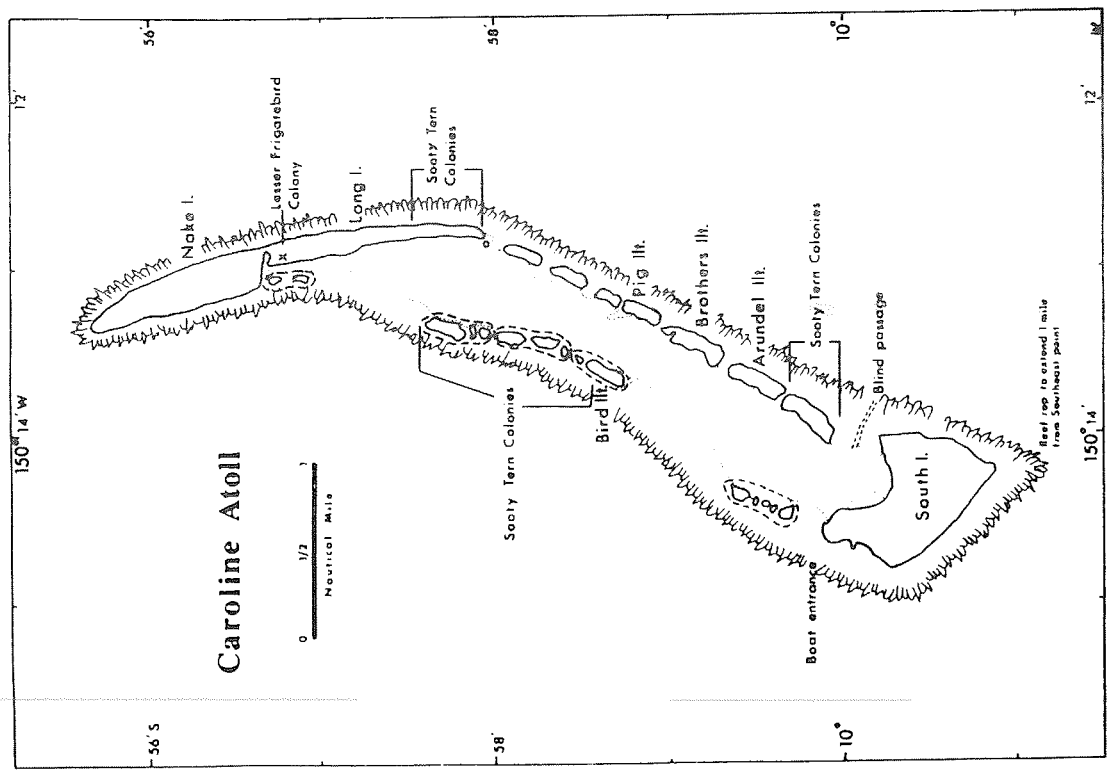 56'
58'
10°
12'
Nake I.
Lesser Frigatebird
Colony
Long I.
Sooty Tern
Colonies
Pig Ilt.
Brothers Ilt.
Arundel Ilt.
Sooty Tern Colonies
Blind passage
Reef rep to extend 1 mile
from Southeast point
12'
150° 14' W
Caroline Atoll
0 1/2 1
Nautical Mile
Sooty Tern Colonies
Bird Ilt.
South I.
Boat entrance
150° 14'
56' S
58'
10°